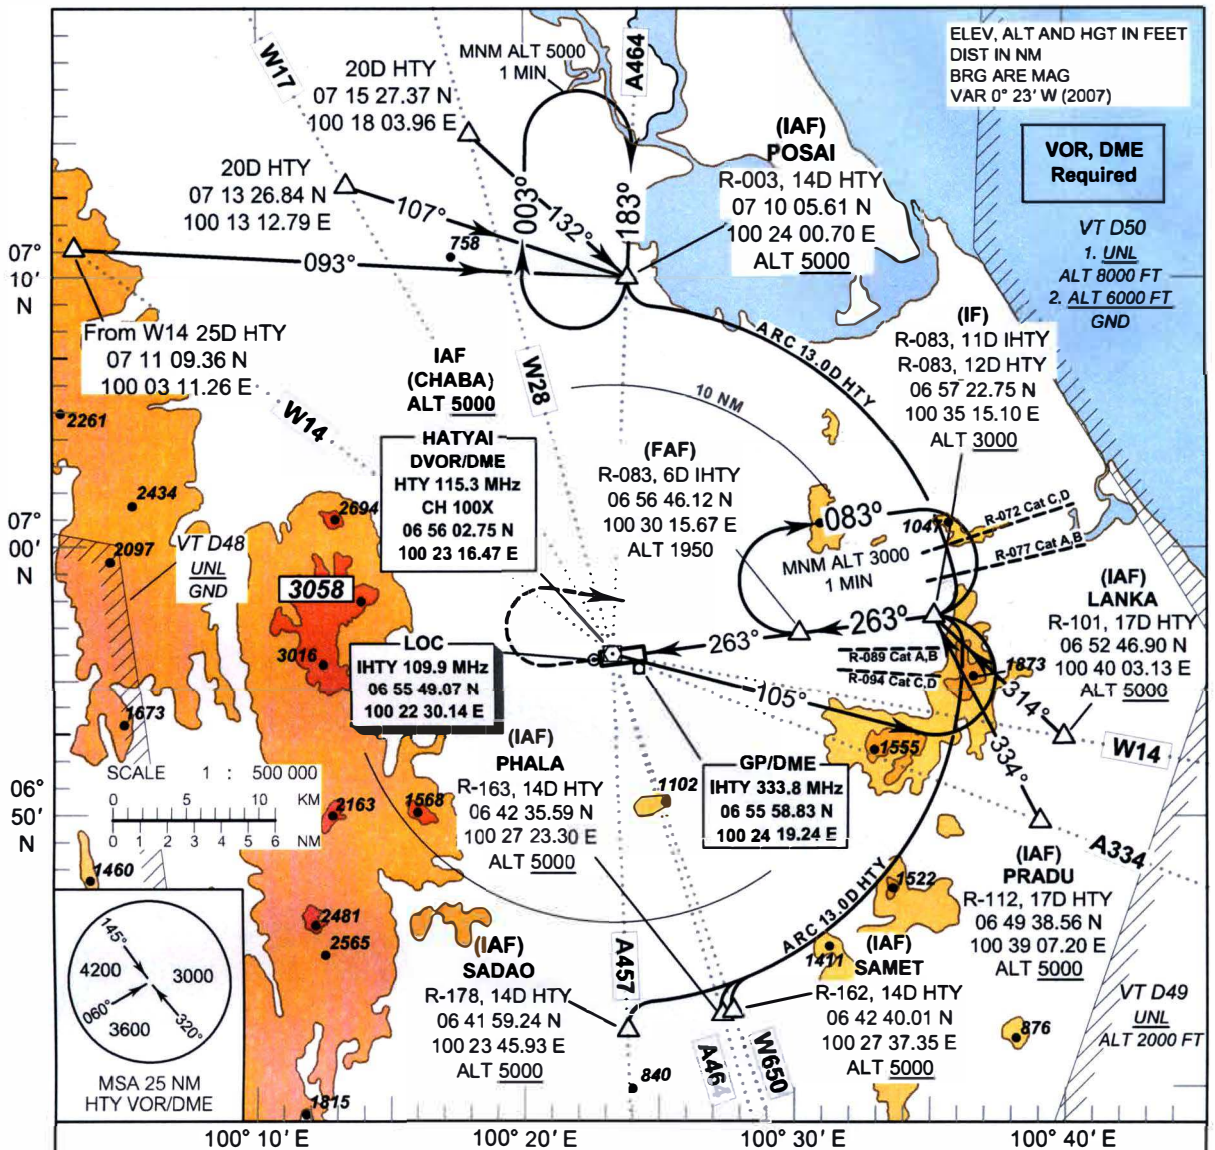 ELEV, ALT AND HGT IN FEET
DIST IN NM
BRG ARE MAG
VAR 0° 23' W (2007)
VOR, DME
Required
VT D50
1. UNL
ALT 8000 FT
2. ALT 6000 FT
GND
W17
MNM ALT 5000
1 MIN
A464
20D HTY
07 15 27.37 N
100 18 03.96 E
20D HTY
07 13 26.84 N
100 13 12.79 E
(IAF)
POSAI
R-003, 14D HTY
07 10 05.61 N
100 24 00.70 E
ALT 5000
003°
183°
107°
132°
093°
758
07°
10'
N
From W14 25D HTY
07 11 09.36 N
100 03 11.26 E
W14
W28
IAF
(CHABA)
ALT 5000
HATYAI
DVOR/DME
HTY 115.3 MHz
CH 100X
06 56 02.75 N
100 23 16.47 E
ARC 13.0D HTY
10 NM
(IF)
R-083, 11D IHTY
R-083, 12D HTY
06 57 22.75 N
100 35 15.10 E
ALT 3000
(FAF)
R-083, 6D IHTY
06 56 46.12 N
100 30 15.67 E
ALT 1950
2261
2434
2694
2097
07°
00'
N
VT D48
UNL
GND
3058
3016
1673
083°
1047
MNM ALT 3000
1 MIN
R-072 Cat C,D
R-077 Cat A,B
263°
263°
R-089 Cat A,B
R-094 Cat C,D
(IAF)
LANKA
R-101, 17D HTY
06 52 46.90 N
100 40 03.13 E
ALT 5000
LOC
IHTY 109.9 MHz
06 55 49.07 N
100 22 30.14 E
105°
1873
314°
334°
1555
W14
A334
(IAF)
PHALA
R-163, 14D HTY
06 42 35.59 N
100 27 23.30 E
ALT 5000
1102
GP/DME
IHTY 333.8 MHz
06 55 58.83 N
100 24 19.24 E
SCALE 1 : 500 000
0 5 10 KM
0 1 2 3 4 5 6 NM
06°
50'
N
2163
1568
1460
2481
2565
1815
145°
4200
3000
060°
3600
320°
MSA 25 NM
HTY VOR/DME
(IAF)
SADAO
R-178, 14D HTY
06 41 59.24 N
100 23 45.93 E
ALT 5000
A457
840
A464
W650
ARC 13.0D HTY
1522
1411
(IAF)
SAMET
R-162, 14D HTY
06 42 40.01 N
100 27 37.35 E
ALT 5000
(IAF)
PRADU
R-112, 17D HTY
06 49 38.56 N
100 39 07.20 E
ALT 5000
876
VT D49
UNL
ALT 2000 FT
100° 10' E
100° 20' E
100° 30' E
100° 40' E